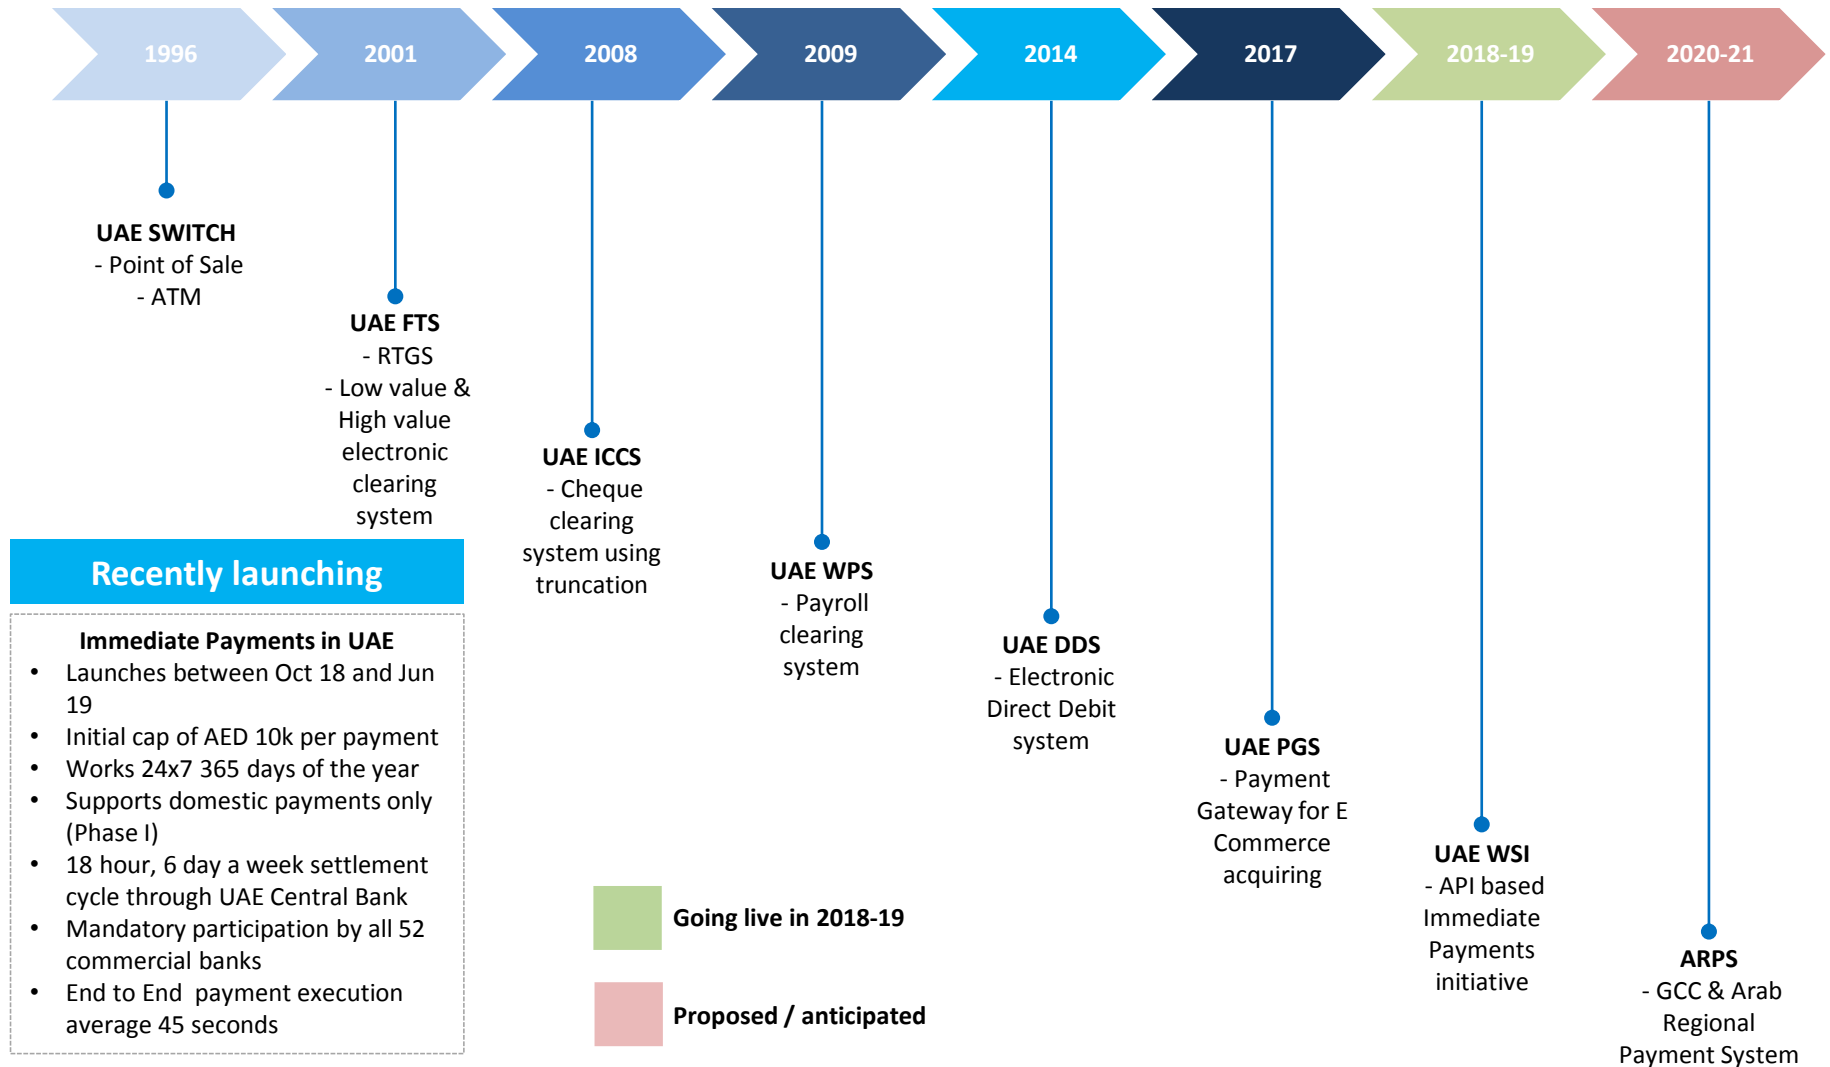 1996
2001
2008
2009
2014
2017
2018-19
2020-21
UAE SWITCH
- Point of Sale
- ATM
UAE FTS
- RTGS
- Low value &
High value
electronic
clearing
system
UAE ICCS
- Cheque
clearing
system using
truncation
UAE WPS
- Payroll
clearing
system
UAE DDS
- Electronic
Direct Debit
system
UAE PGS
- Payment
Gateway for E
Commerce
acquiring
UAE WSI
- API based
Immediate
Payments
initiative
ARPS
- GCC & Arab
Regional
Payment System
Recently launching
Immediate Payments in UAE
• Launches between Oct 18 and Jun
19
• Initial cap of AED 10k per payment
• Works 24x7 365 days of the year
• Supports domestic payments only
(Phase I)
• 18 hour, 6 day a week settlement
cycle through UAE Central Bank
• Mandatory participation by all 52
commercial banks
• End to End payment execution
average 45 seconds
Going live in 2018-19
Proposed / anticipated